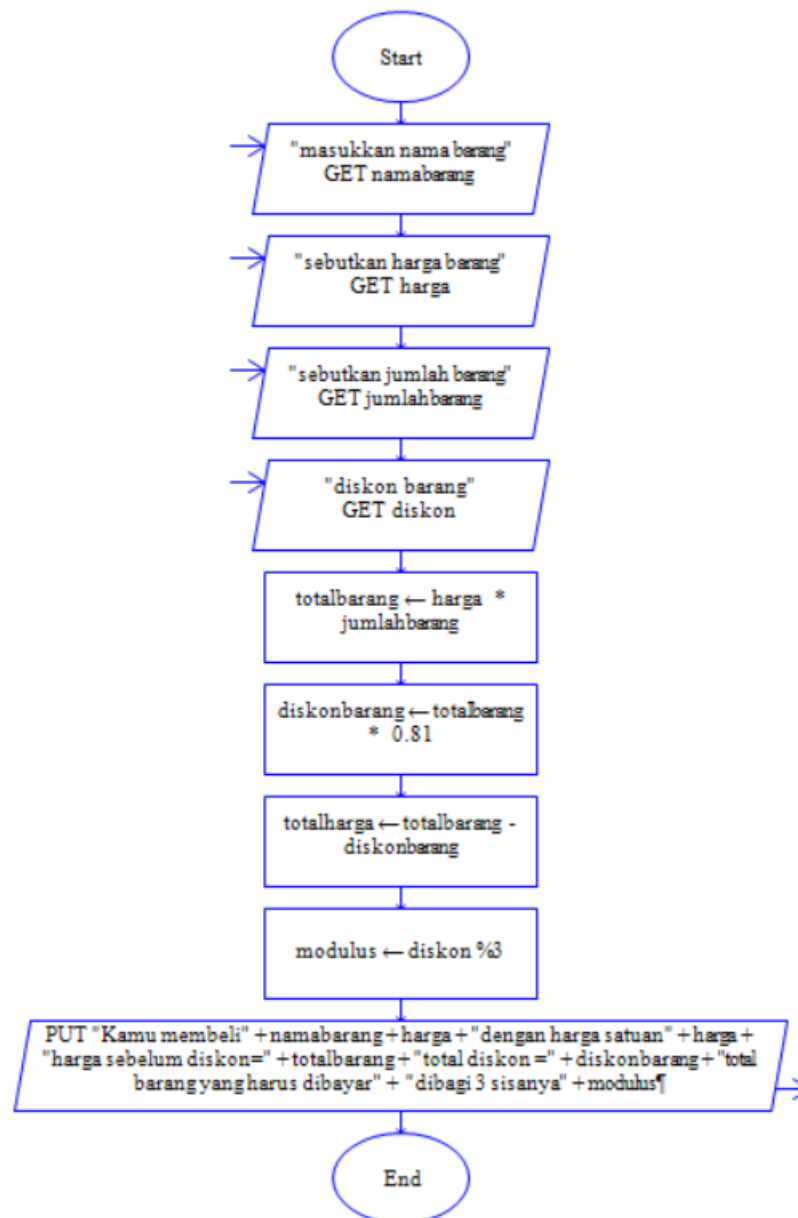 Start
"masukkan nama barang"
GET namabarang
"sebutkan harga barang"
GET harga
"sebutkan jumlah barang"
GET jumlahbarang
"diskon barang"
GET diskon
totalbarang ← harga *
jumlahbarang
diskonbarang ← totalbarang
* 0.81
totalharga ← totalbarang -
diskonbarang
modulus ← diskon %3
PUT "Kamu membeli" + namabarang + harga + "dengan harga satuan" + harga +
"harga sebelum diskon=" + totalbarang + "total diskon =" + diskonbarang + "total
barang yang harus dibayar" + "dibagi 3 sisanya" + modulus¶
End